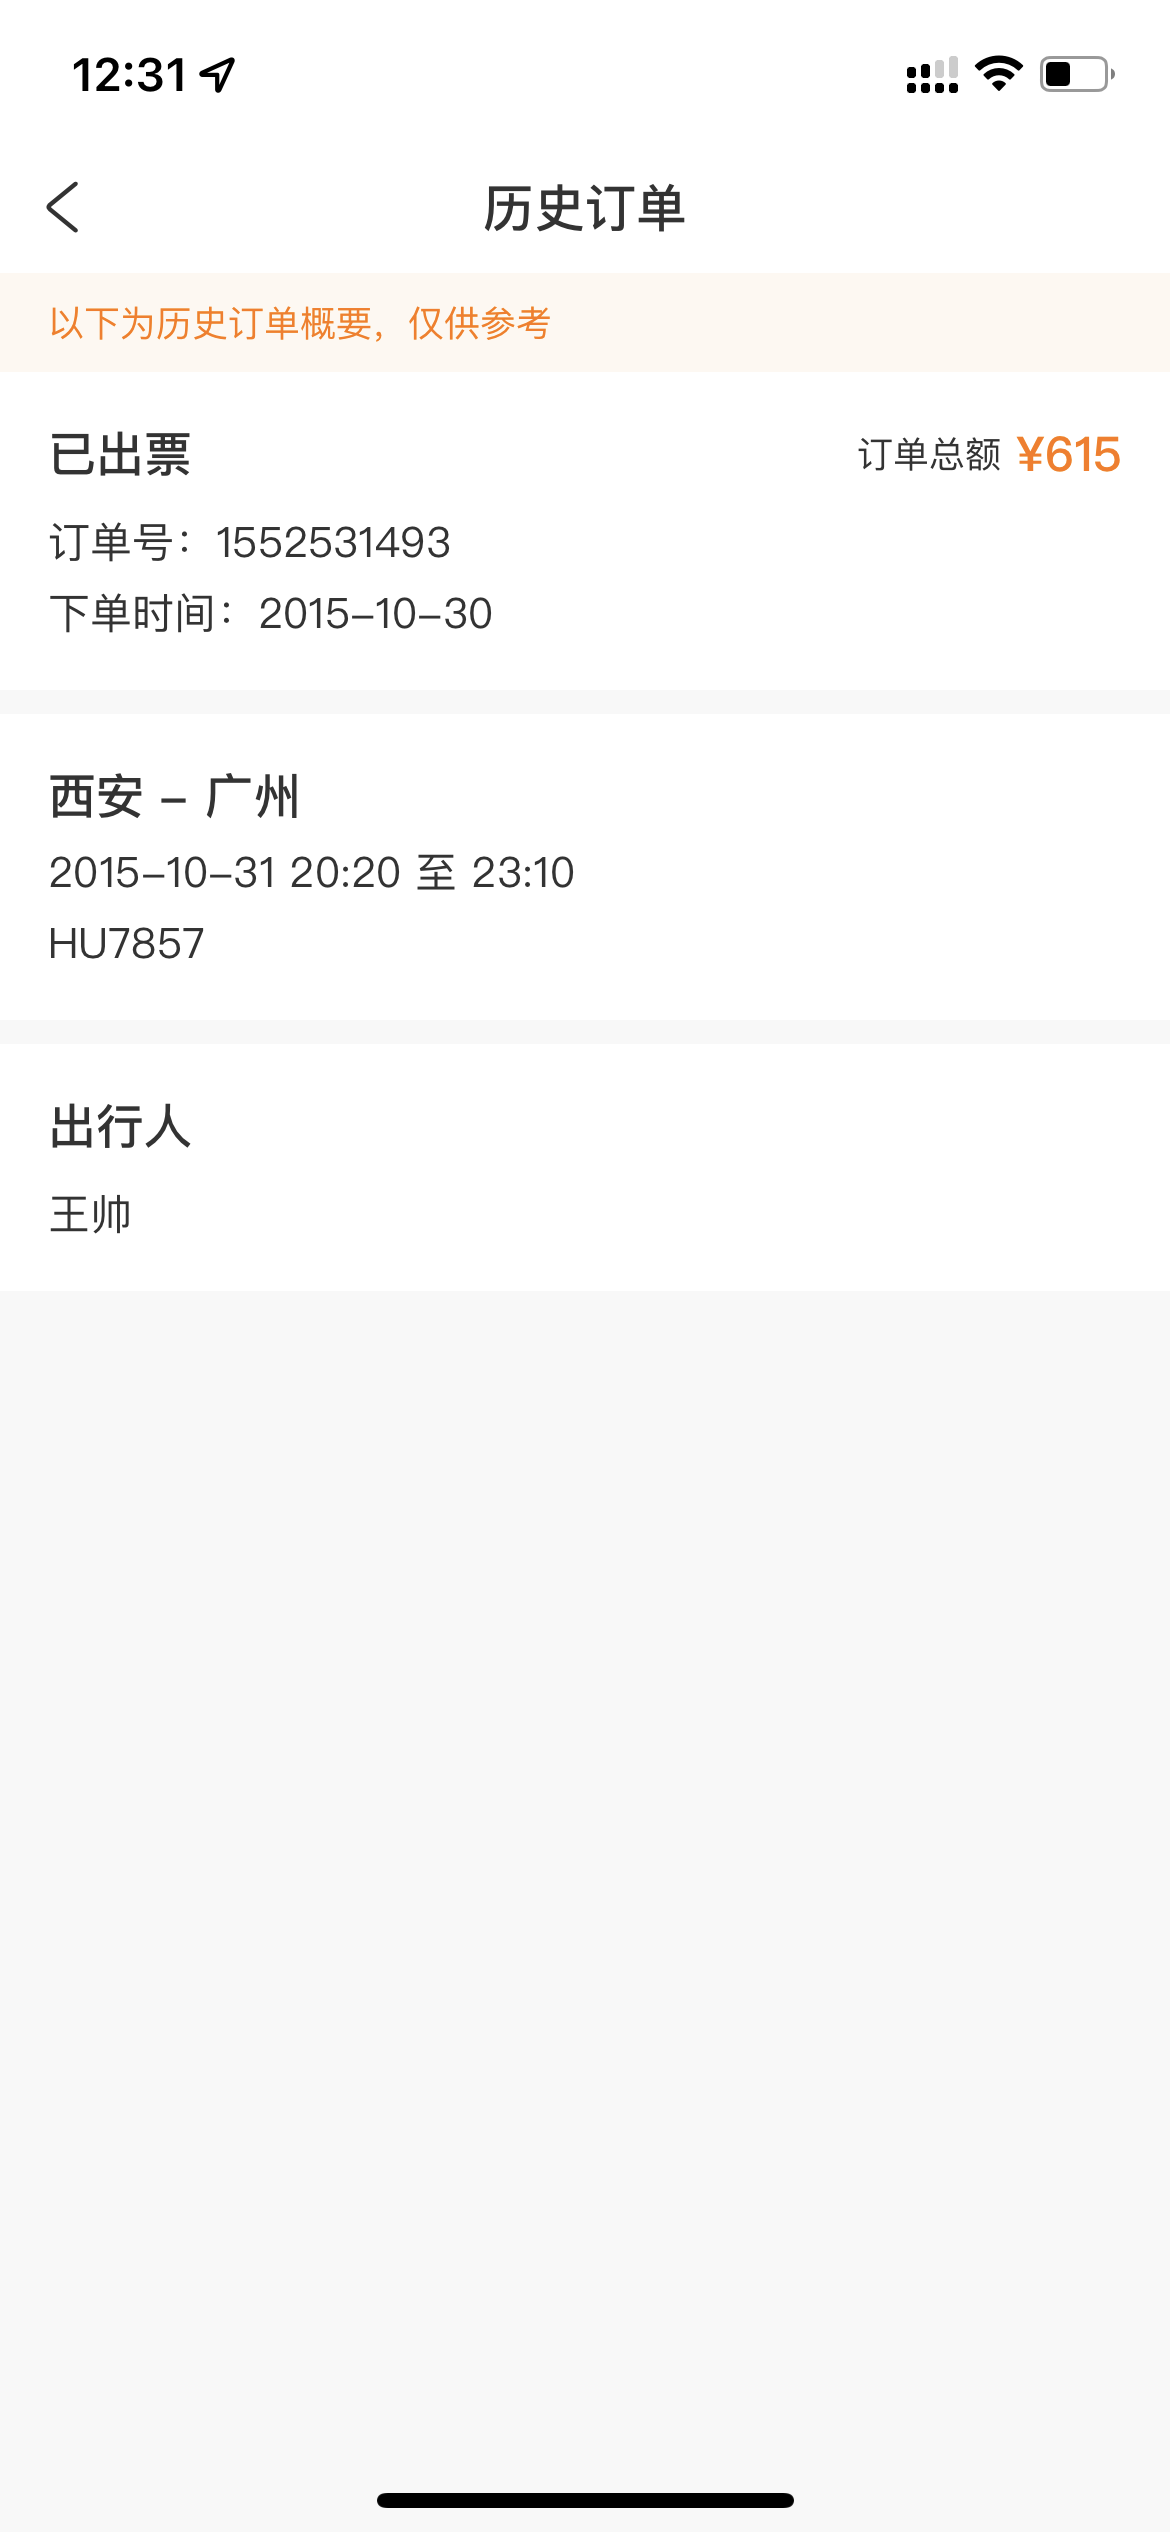 12:31
历史订单
以下为历史订单概要，仅供参考
已出票 订单总额 ¥615
订单号：1552531493
下单时间：2015-10-30
西安 - 广州
2015-10-31 20:20 至 23:10
HU7857
出行人
王帅